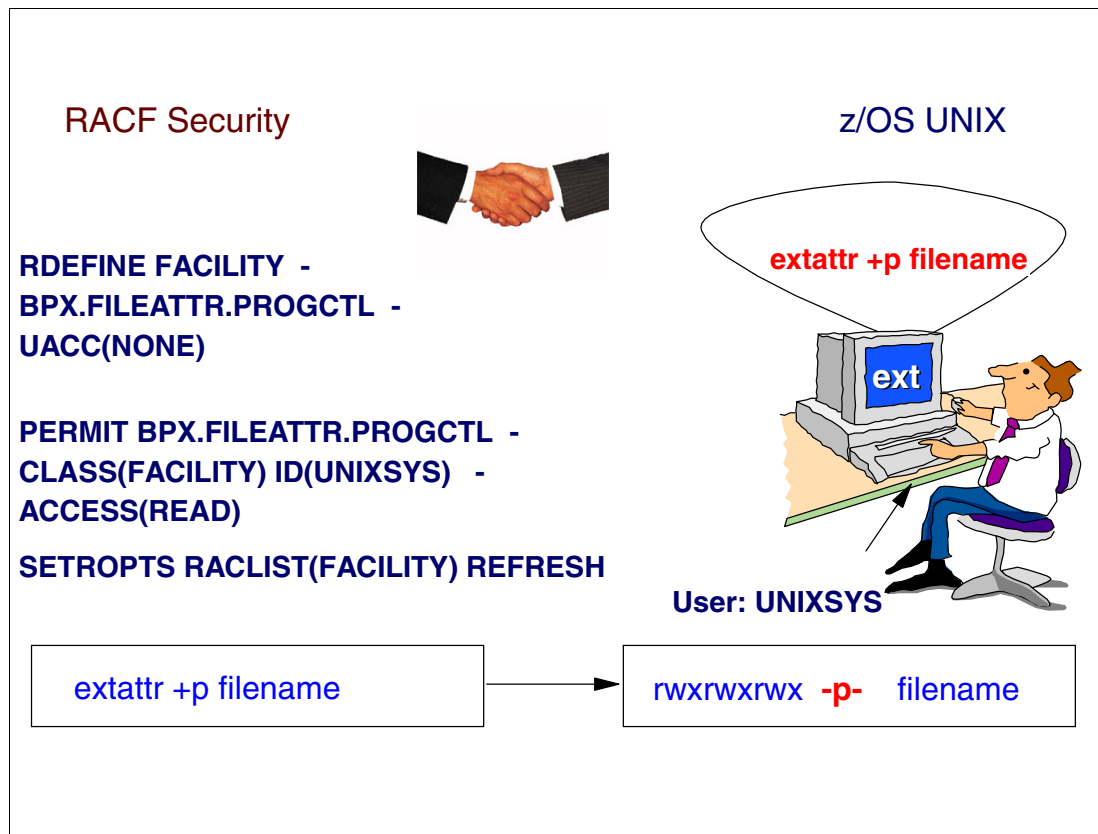 RACF Security
z/OS UNIX
extattr +p filename
RDEFINE FACILITY -
BPX.FILEATTR.PROGCTL -
UACC(NONE)
ext
PERMIT BPX.FILEATTR.PROGCTL -
CLASS(FACILITY) ID(UNIXSYS) -
ACCESS(READ)
SETROPTS RACLIST(FACILITY) REFRESH
User: UNIXSYS
extattr +p filename
rwxrwxrwx -p- filename